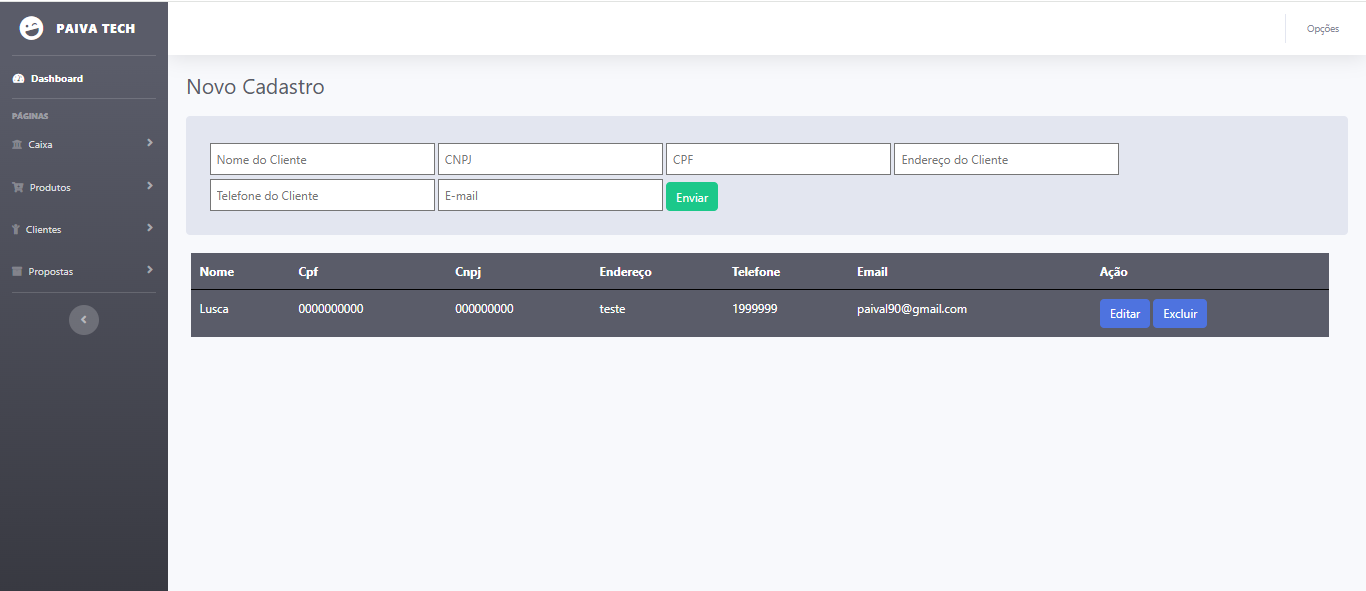 PAIVA TECH
Opções
Dashboard
PÁGINAS
Caixa
Produtos
Clientes
Propostas
Novo Cadastro
Nome do Cliente CNPJ CPF Endereço do Cliente
Telefone do Cliente E-mail Enviar
Nome Cpf Cnpj Endereço Telefone Email Ação
Lusca 0000000000 000000000 teste 1999999 paival90@gmail.com Editar Excluir